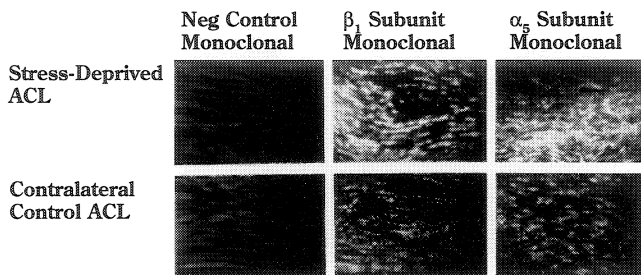 Neg Control
Monoclonal
β₁ Subunit
Monoclonal
α₅ Subunit
Monoclonal
Stress-Deprived
ACL
Contralateral
Control ACL